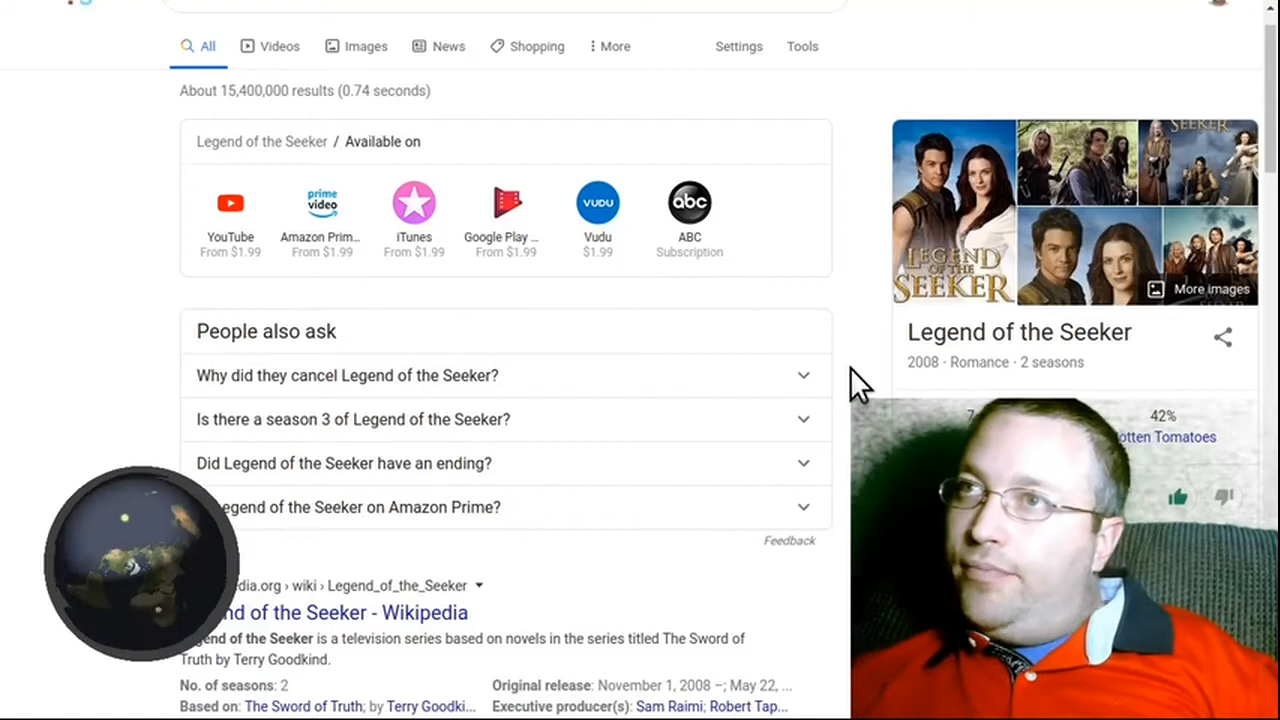 All Videos Images News Shopping More Settings Tools
About 15,400,000 results (0.74 seconds)
Legend of the Seeker / Available on
prime video
VUDU
abc
YouTube Amazon Prim... iTunes Google Play ... Vudu ABC
From $1.99 From $1.99 From $1.99 From $1.99 $1.99 Subscription
People also ask
Why did they cancel Legend of the Seeker?
Is there a season 3 of Legend of the Seeker?
Did Legend of the Seeker have an ending?
egend of the Seeker on Amazon Prime?
Feedback
dia.org › wiki › Legend_of_the_Seeker
nd of the Seeker - Wikipedia
gend of the Seeker is a television series based on novels in the series titled The Sword of
Truth by Terry Goodkind.
No. of seasons: 2 Original release: November 1, 2008 –; May 22, ...
Based on: The Sword of Truth; by Terry Goodki... Executive producer(s): Sam Raimi; Robert Tap...
SEEKER
LEGEND
OF THE
SEEKER
More images
Legend of the Seeker
2008 · Romance · 2 seasons
7 42%
otten Tomatoes